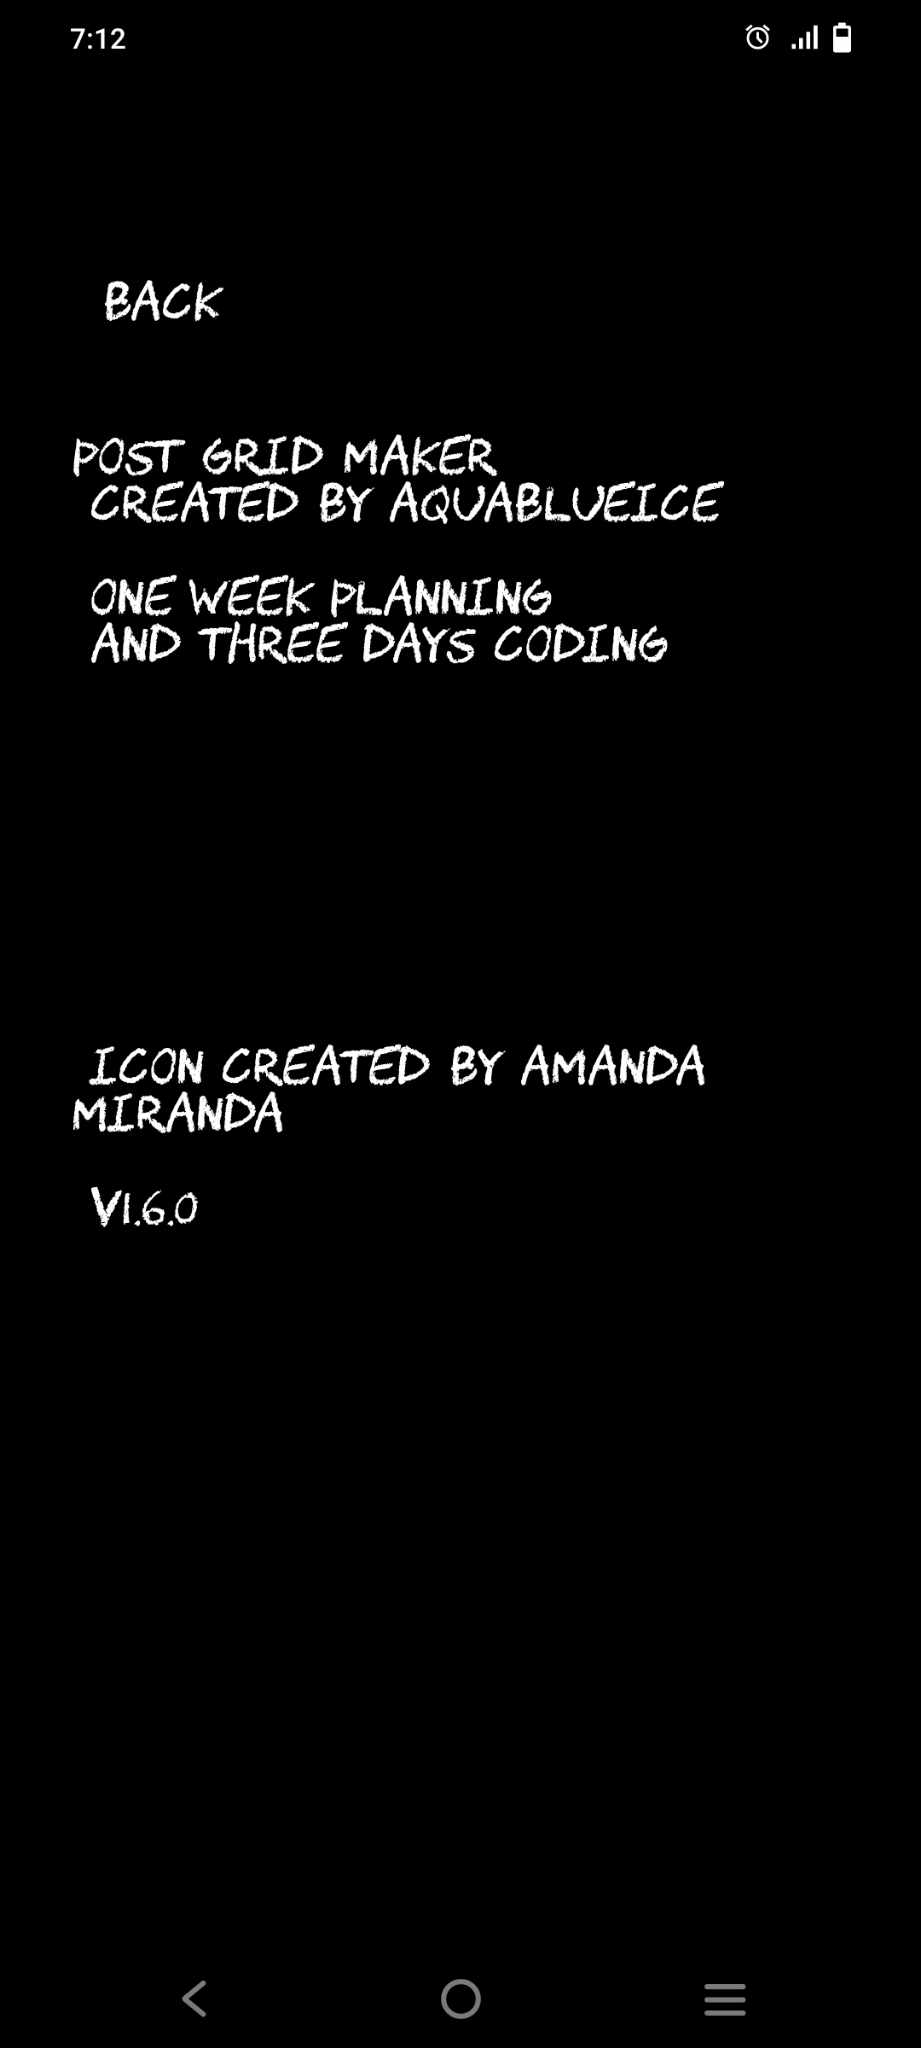 7:12
BACK
POST GRID MAKER
CREATED BY AQUABLUEICE
ONE WEEK PLANNING
AND THREE DAYS CODING
ICON CREATED BY AMANDA
MIRANDA
V1.6.0